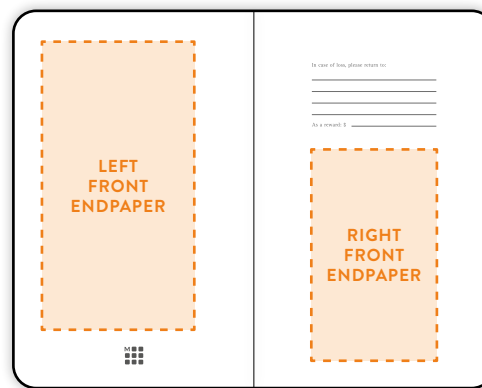 LEFT
FRONT
ENDPAPER
M
In case of loss, please return to:
As a reward: $
RIGHT
FRONT
ENDPAPER